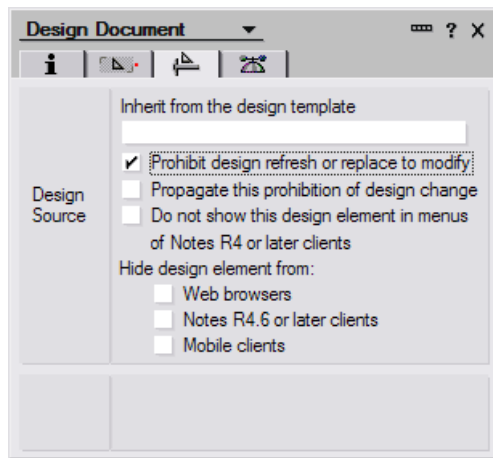 Design Document
? X
i
Inherit from the design template
Prohibit design refresh or replace to modify
Propagate this prohibition of design change
Design
Source
Do not show this design element in menus
of Notes R4 or later clients
Hide design element from:
Web browsers
Notes R4.6 or later clients
Mobile clients